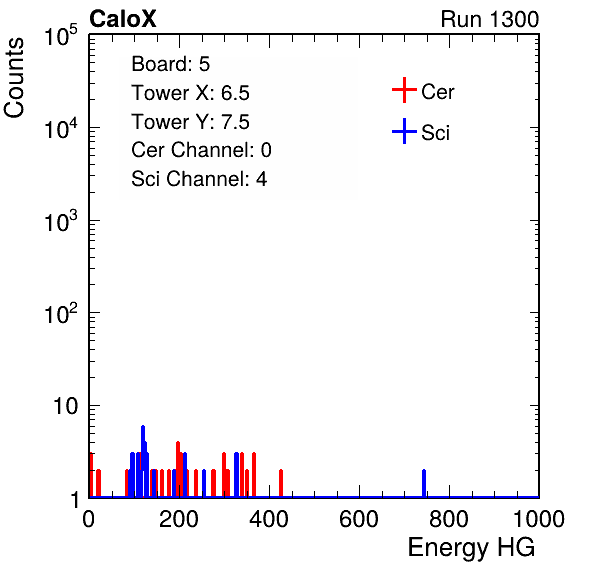 CaloX Run 1300
Counts
Board: 5
Tower X: 6.5
Tower Y: 7.5
Cer Channel: 0
Sci Channel: 4
Cer
Sci
10^5
10^4
10^3
10^2
10
1
0 200 400 600 800 1000
Energy HG